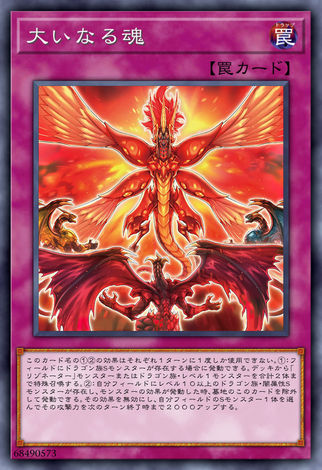 大いなる魂
トラップ
罠
【罠カード】
このカード名の①②の効果はそれぞれ1ターンに1度しか使用できない。①:フ
ィールドにドラゴン族Sモンスターが存在する場合に発動できる。デッキから「
リゾネーター」モンスターまたはドラゴン族・レベル1モンスターを合計2体ま
で特殊召喚する。②:自分フィールドにレベル10以上のドラゴン族・闇属性S
モンスターが存在し、モンスターの効果が発動した時、墓地のこのカードを除外
して発動できる。その効果を無効にし、自分フィールドのSモンスター1体を選
んでその攻撃力を次のターン終了時まで2000アップする。
68490573